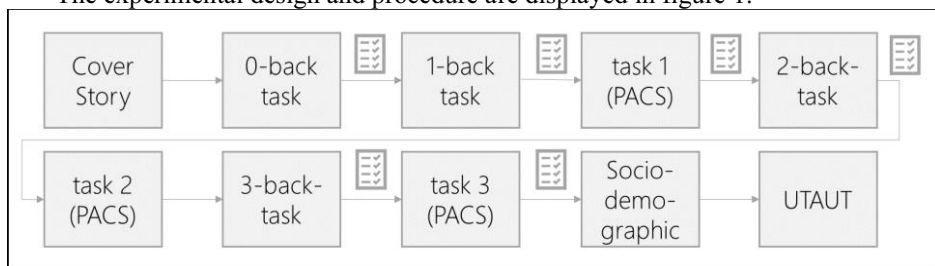 The experimental design and procedure are displayed in figure 1.
Cover
Story
0-back
task
1-back
task
task 1
(PACS)
2-back-
task
task 2
(PACS)
3-back-
task
task 3
(PACS)
Socio-
demo-
graphic
UTAUT